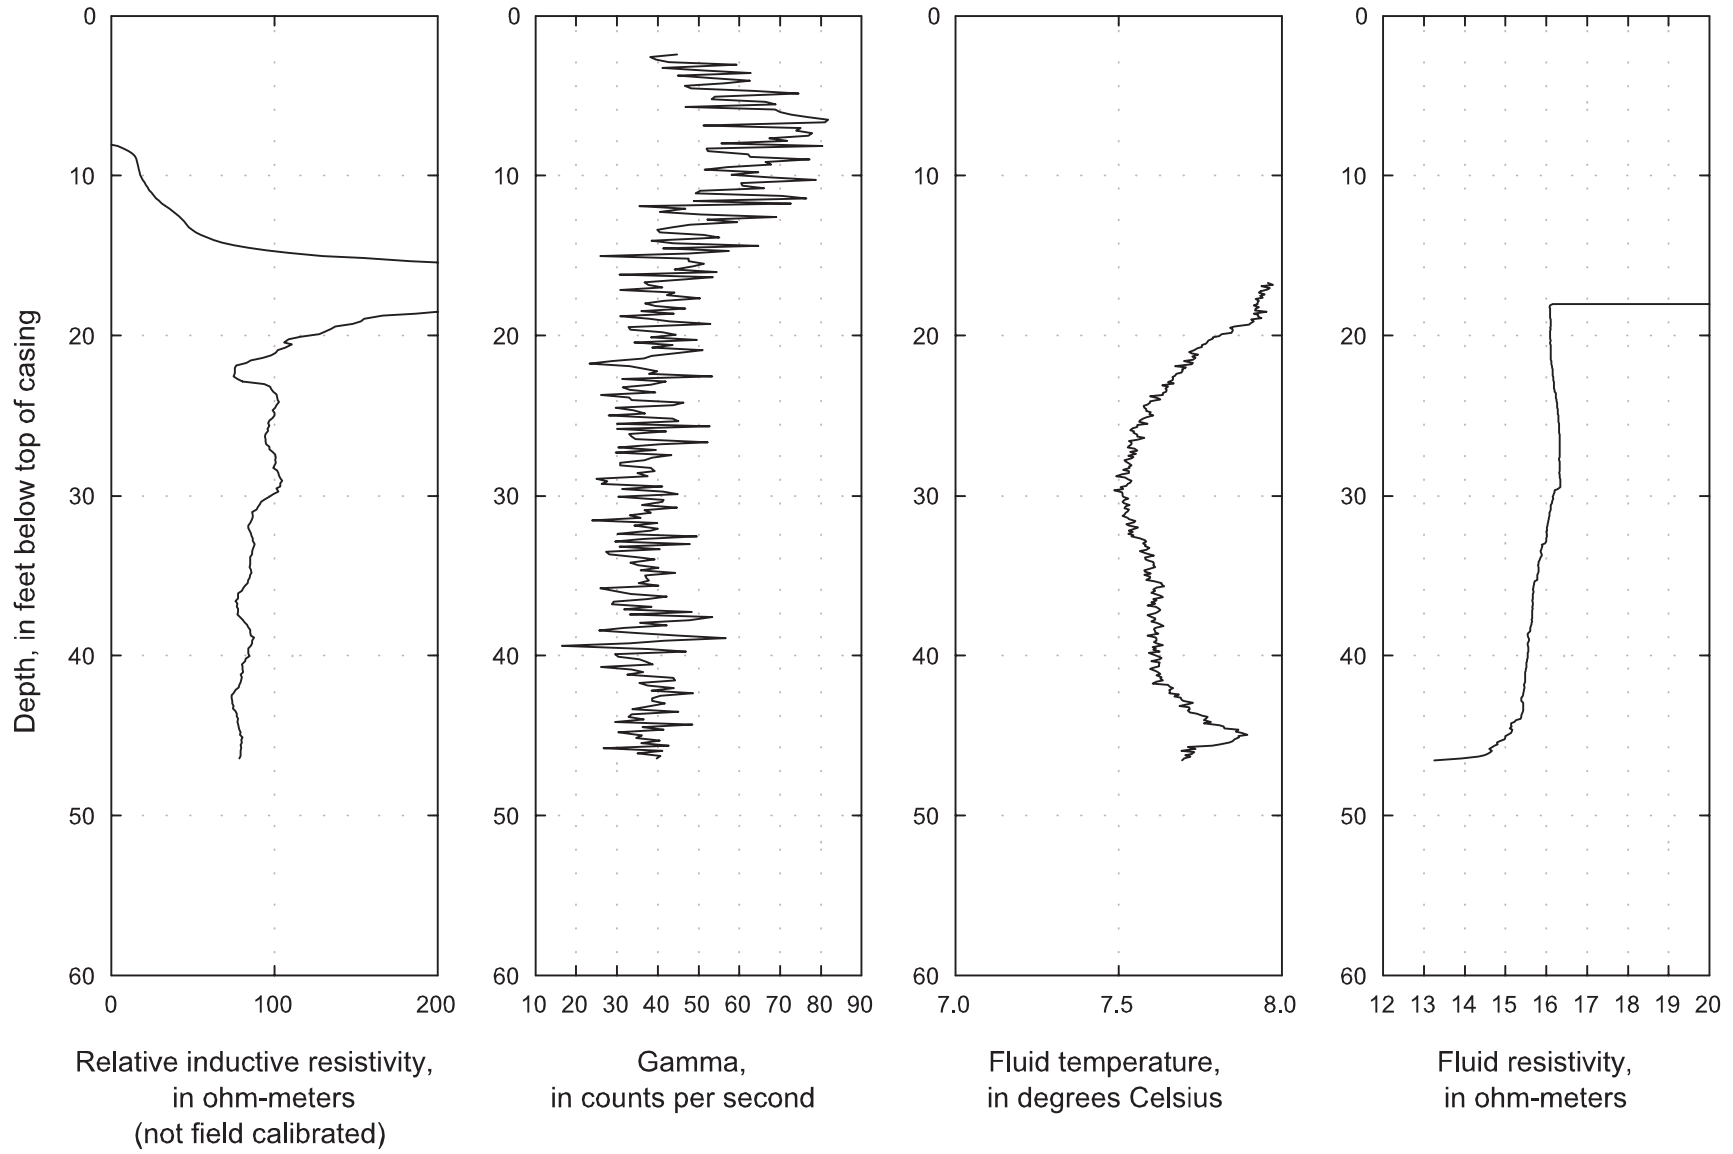 Depth, in feet below top of casing
0
10
20
30
40
50
60
0 100 200
Relative inductive resistivity,
in ohm-meters
(not field calibrated)
0
10
20
30
40
50
60
10 20 30 40 50 60 70 80 90
Gamma,
in counts per second
0
10
20
30
40
50
60
7.0 7.5 8.0
Fluid temperature,
in degrees Celsius
0
10
20
30
40
50
60
12 13 14 15 16 17 18 19 20
Fluid resistivity,
in ohm-meters